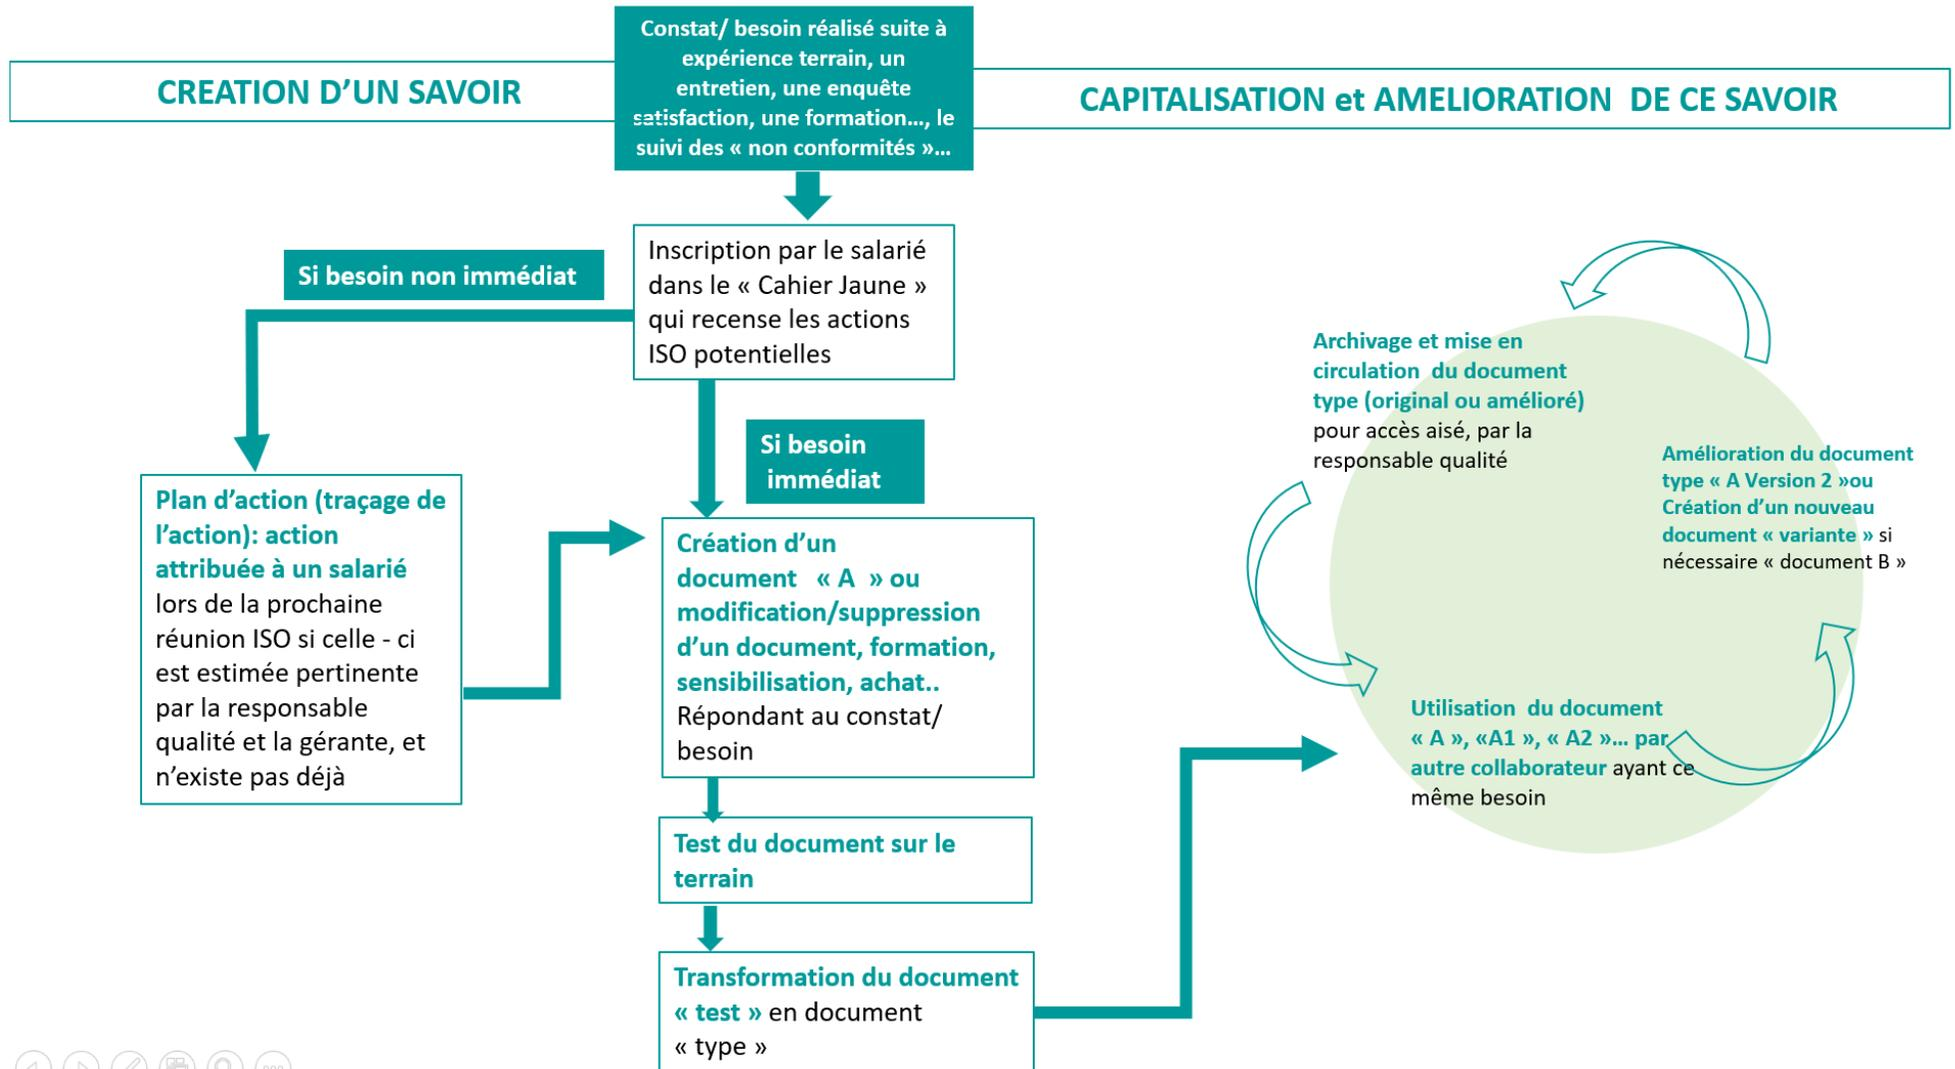 Constat/ besoin réalisé suite à
expérience terrain, un
entretien, une enquête
satisfaction, une formation…, le
suivi des « non conformités »…
CREATION D’UN SAVOIR
CAPITALISATION et AMELIORATION  DE CE SAVOIR
Inscription par le salarié
dans le « Cahier Jaune »
qui recense les actions
ISO potentielles
Si besoin non immédiat
Si besoin
immédiat
Plan d’action (traçage de
l’action): action
attribuée à un salarié
lors de la prochaine
réunion ISO si celle - ci
est estimée pertinente
par la responsable
qualité et la gérante, et
n’existe pas déjà
Création d’un
document   « A  » ou
modification/suppression
d’un document, formation,
sensibilisation, achat..
Répondant au constat/
besoin
Test du document sur le
terrain
Transformation du document
« test » en document
« type »
Archivage et mise en
circulation  du document
type (original ou amélioré)
pour accès aisé, par la
responsable qualité
Amélioration du document
type « A Version 2 »ou
Création d’un nouveau
document « variante » si
nécessaire « document B »
Utilisation  du document
« A », «A1 », « A2 »… par
autre collaborateur ayant ce
même besoin